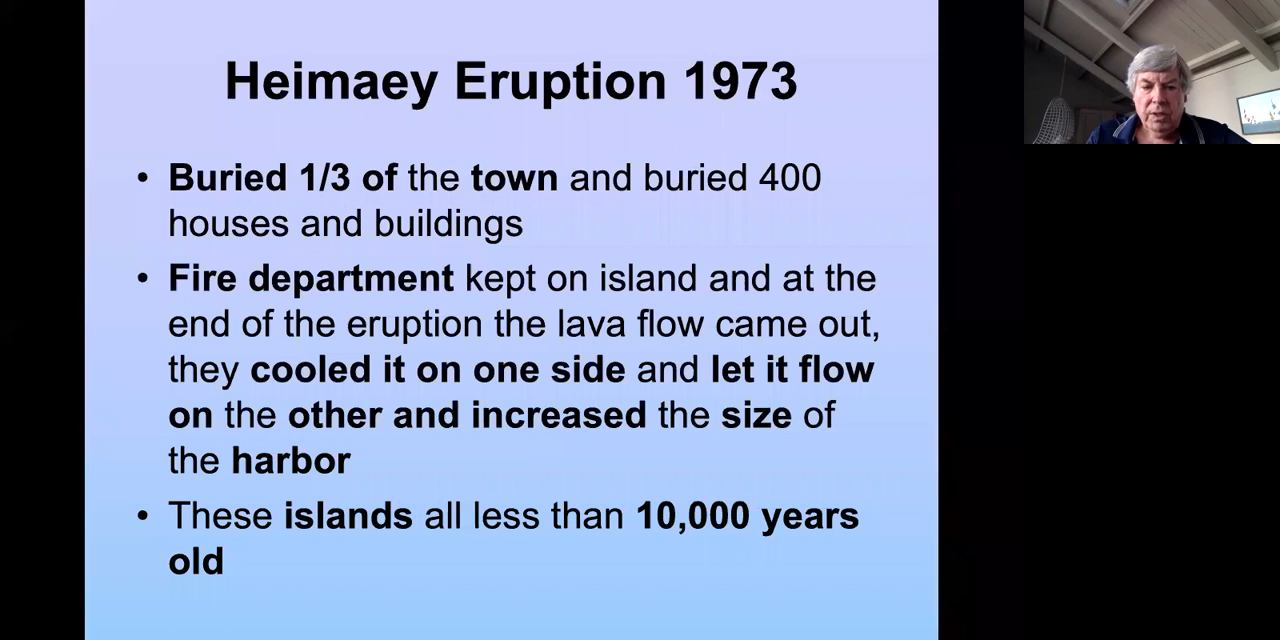 Heimaey Eruption 1973
• Buried 1/3 of the town and buried 400
houses and buildings
• Fire department kept on island and at the
end of the eruption the lava flow came out,
they cooled it on one side and let it flow
on the other and increased the size of
the harbor
• These islands all less than 10,000 years
old